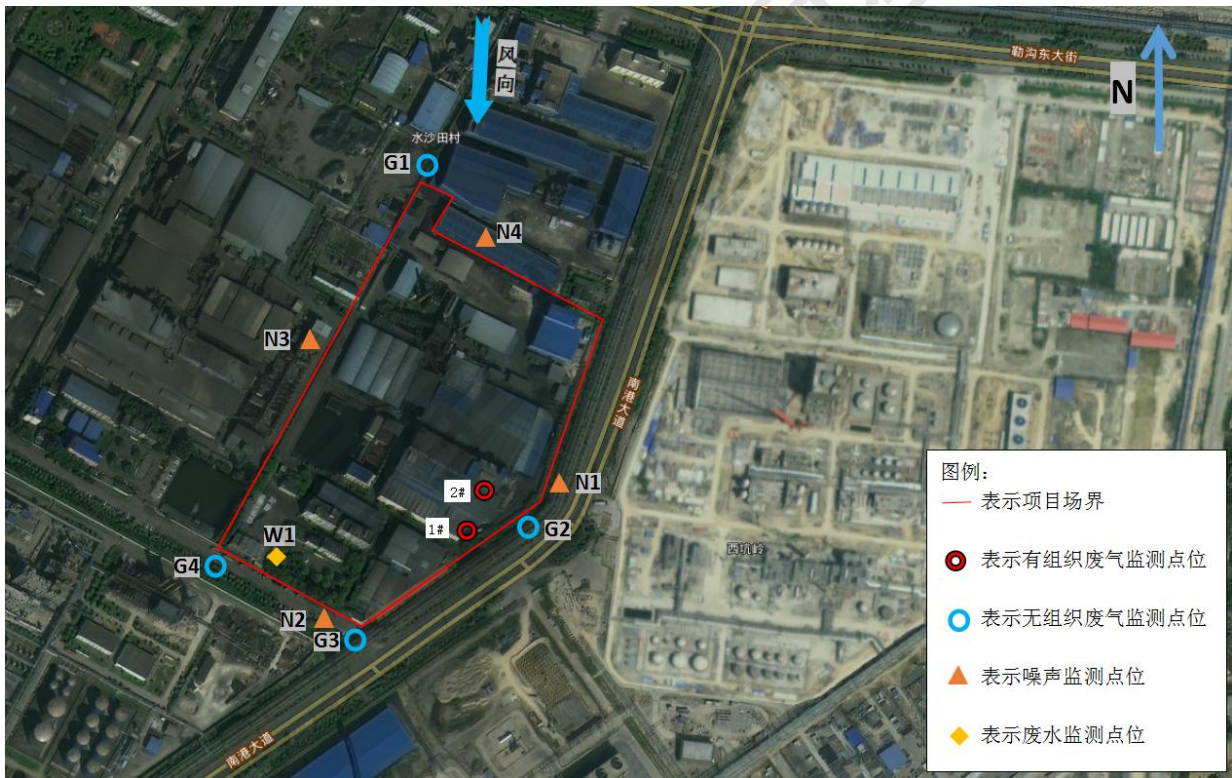 勒沟东大街
风
向
N
水沙田村
G1
N4
N3
南港大道
N1
2#
1#
G2
W1
西坑岭
G4
N2
G3
南港大道
图例：
表示项目场界
表示有组织废气监测点位
表示无组织废气监测点位
表示噪声监测点位
表示废水监测点位